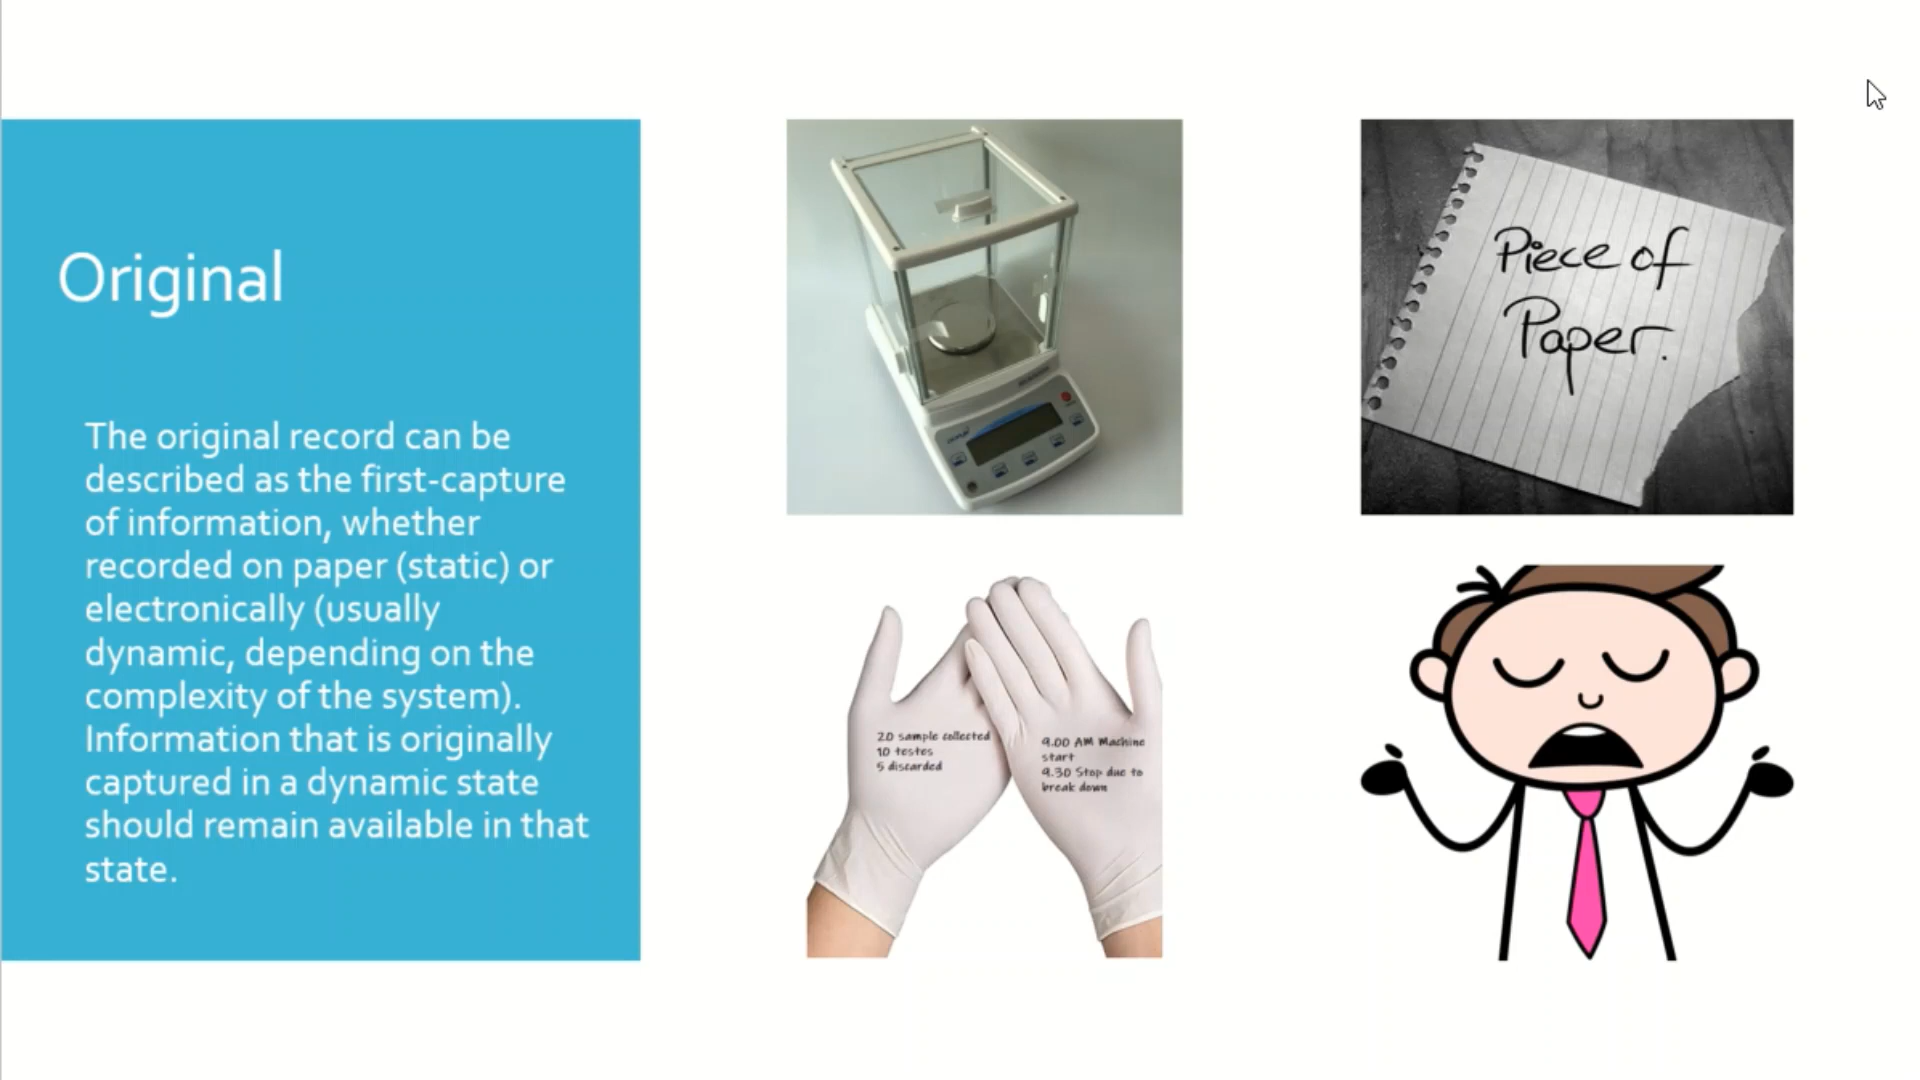 Original
The original record can be
described as the first-capture
of information, whether
recorded on paper (static) or
electronically (usually
dynamic, depending on the
complexity of the system).
Information that is originally
captured in a dynamic state
should remain available in that
state.
Piece of
Paper.
20 sample collected
10 testes
5 discarded
9.00 AM Machine
start
9.30 Stop due to
break down